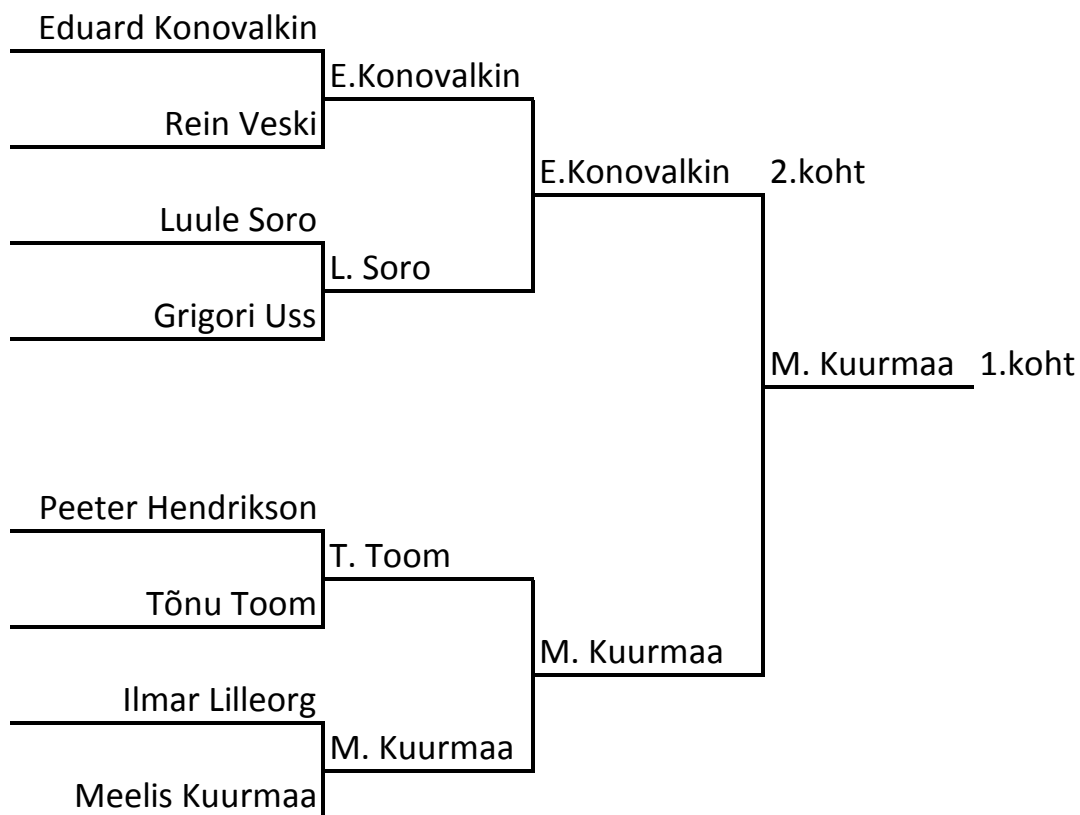 Eduard Konovalkin
E.Konovalkin
Rein Veski
E.Konovalkin 2.koht
Luule Soro
L. Soro
Grigori Uss
M. Kuurmaa 1.koht
Peeter Hendrikson
T. Toom
Tõnu Toom
M. Kuurmaa
Ilmar Lilleorg
M. Kuurmaa
Meelis Kuurmaa